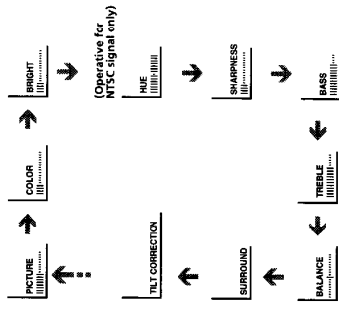 PICTURE
COLOR
BRIGHT
(Operative for
NTSC signal only)
HUE
SHARPNESS
BASS
TREBLE
BALANCE
SURROUND
TILT CORRECTION